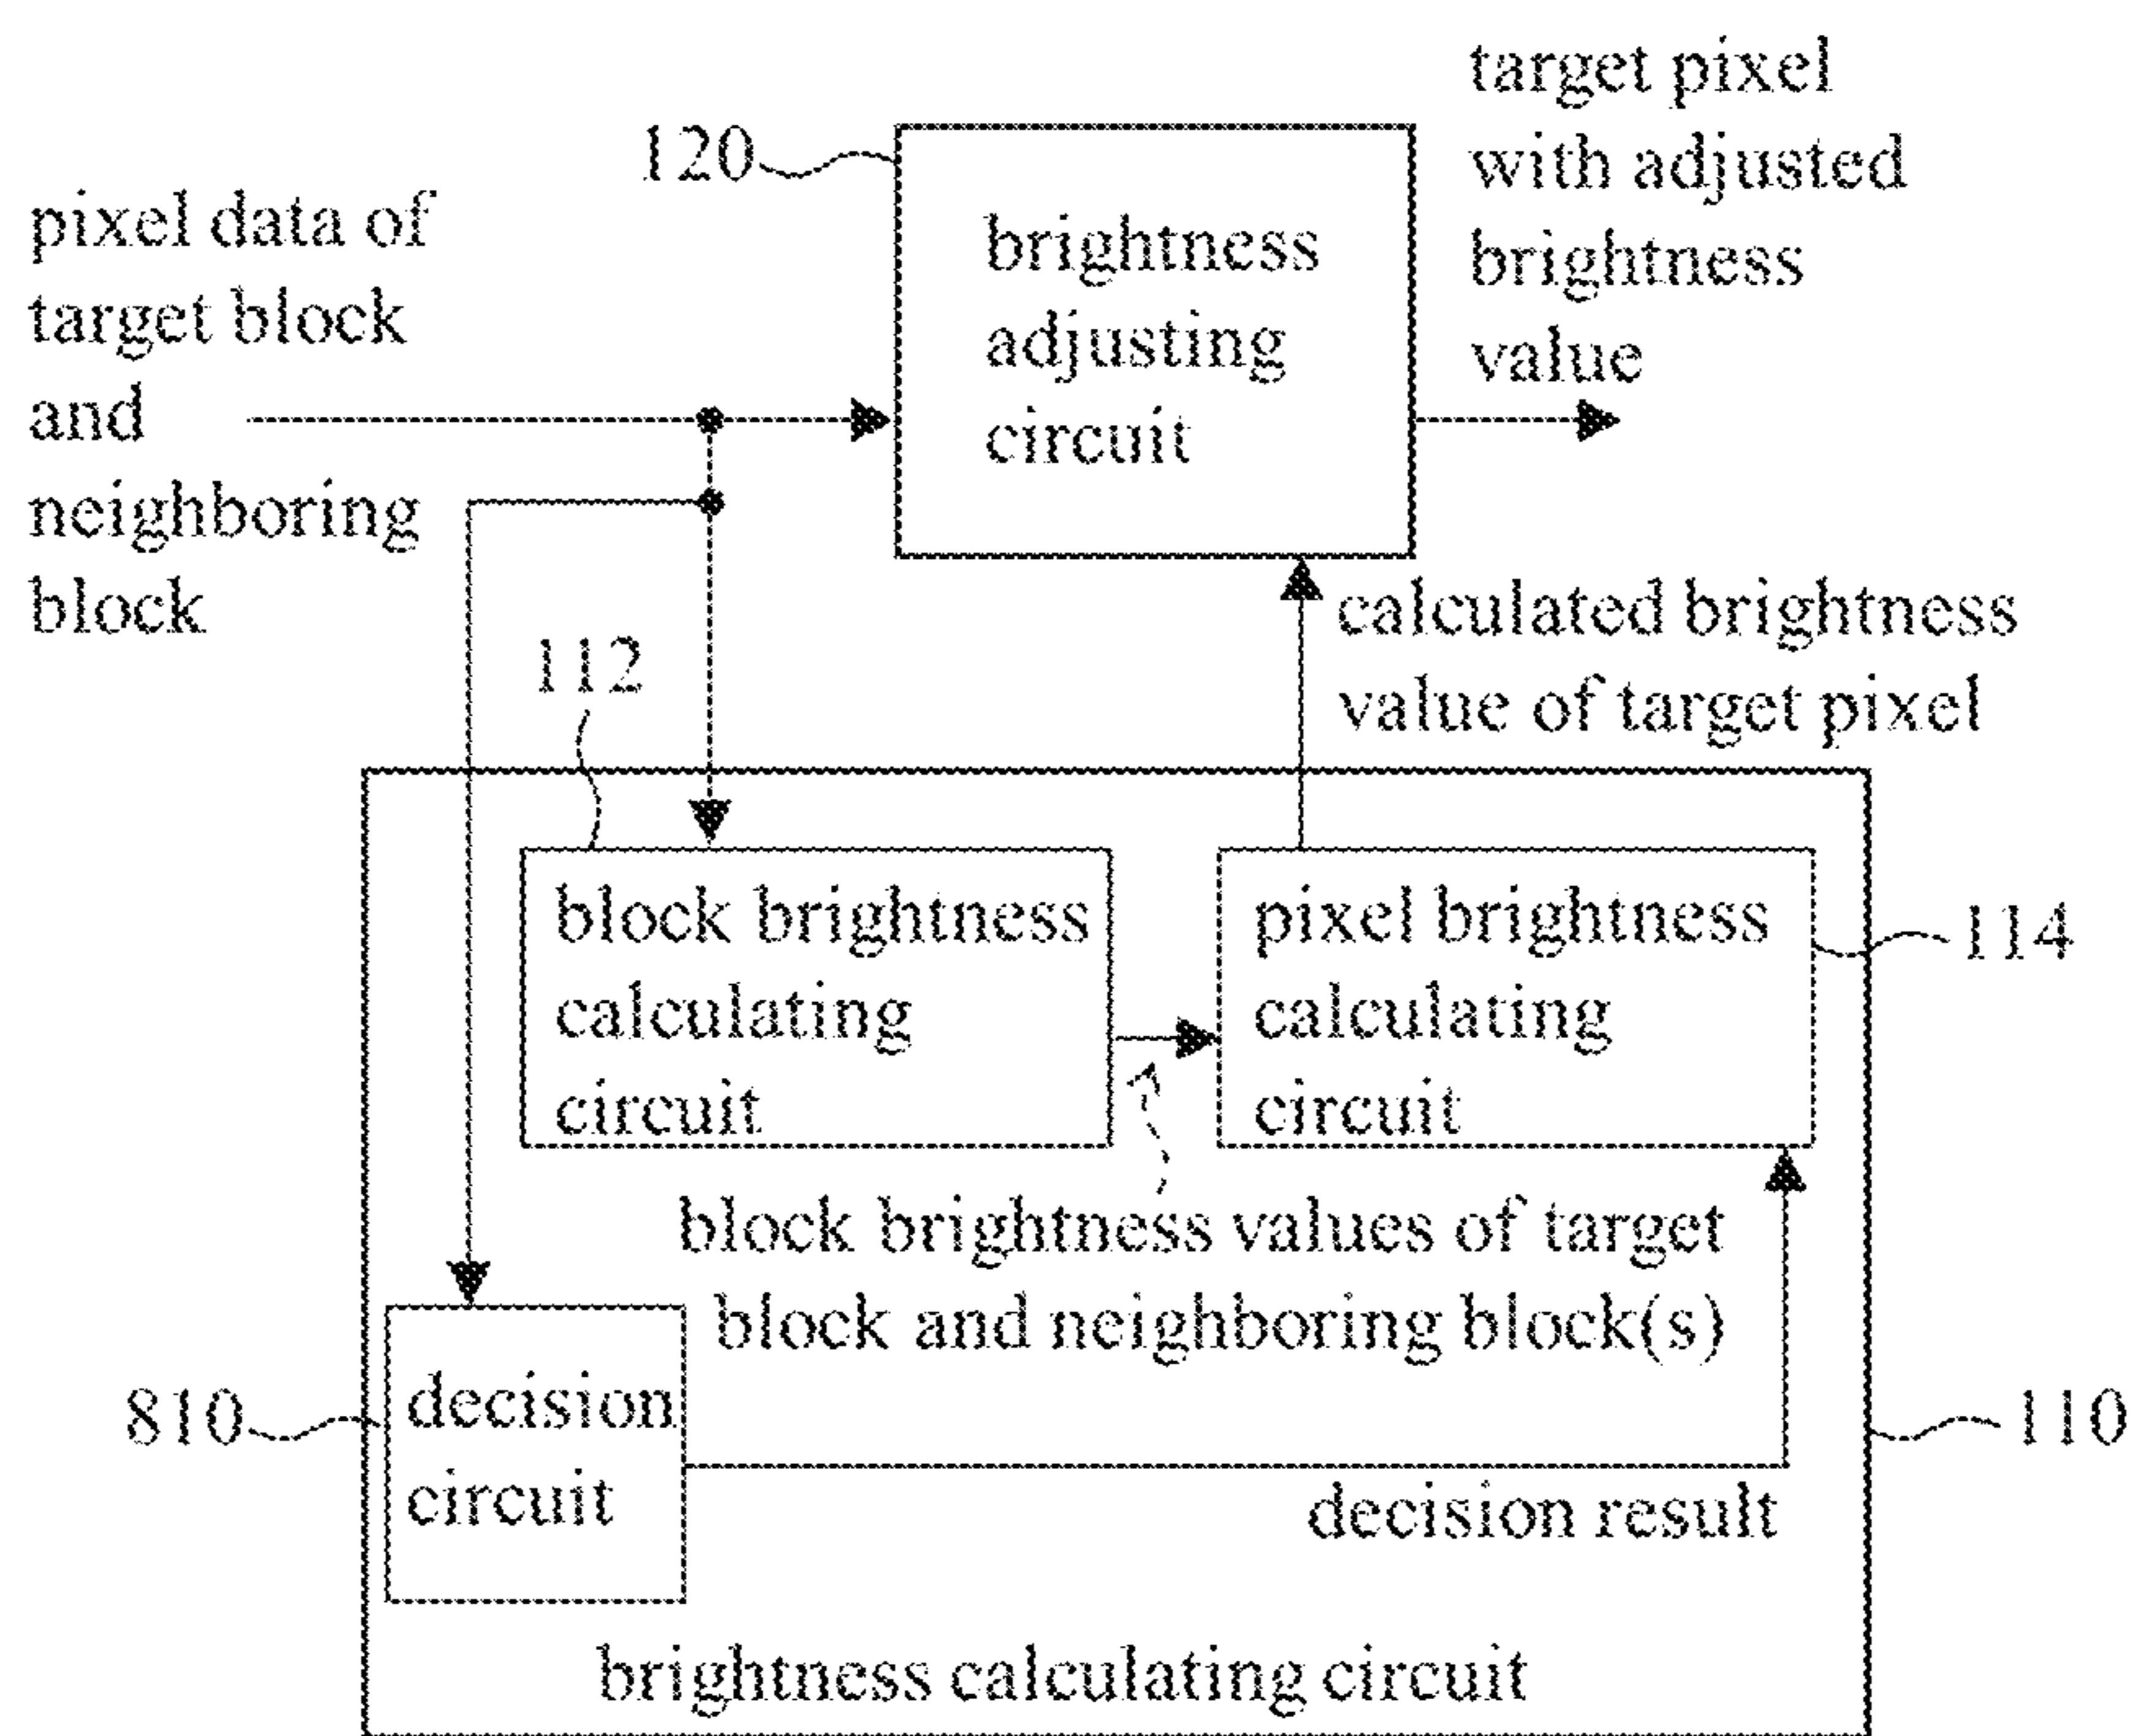 pixel data of
target block
and
neighboring
block
120
brightness
adjusting
circuit
target pixel
with adjusted
brightness
value
calculated brightness
value of target pixel
112
block brightness
calculating
circuit
pixel brightness
calculating
circuit
114
block brightness values of target
block and neighboring block(s)
810
decision
circuit
decision result
110
brightness calculating circuit